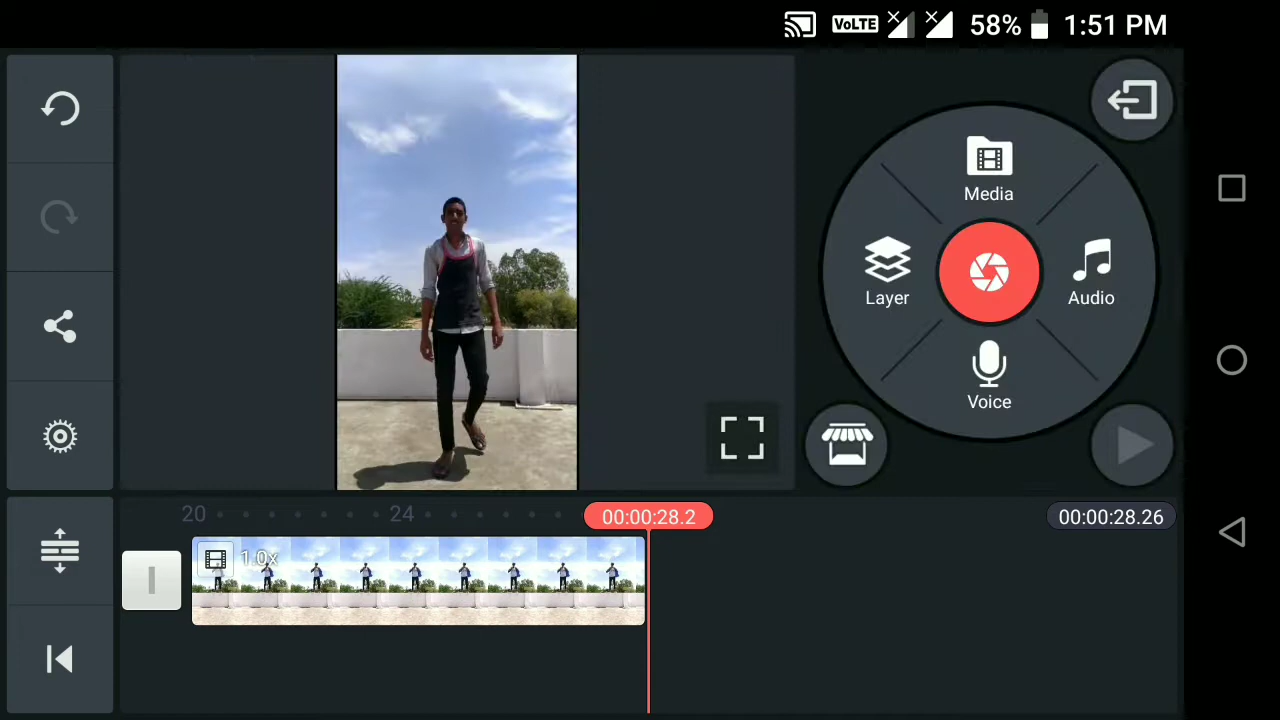 VoLTE 58% 1:51 PM
Media
Layer
Audio
Voice
20 24 00:00:28.2 00:00:28.26
1.0x